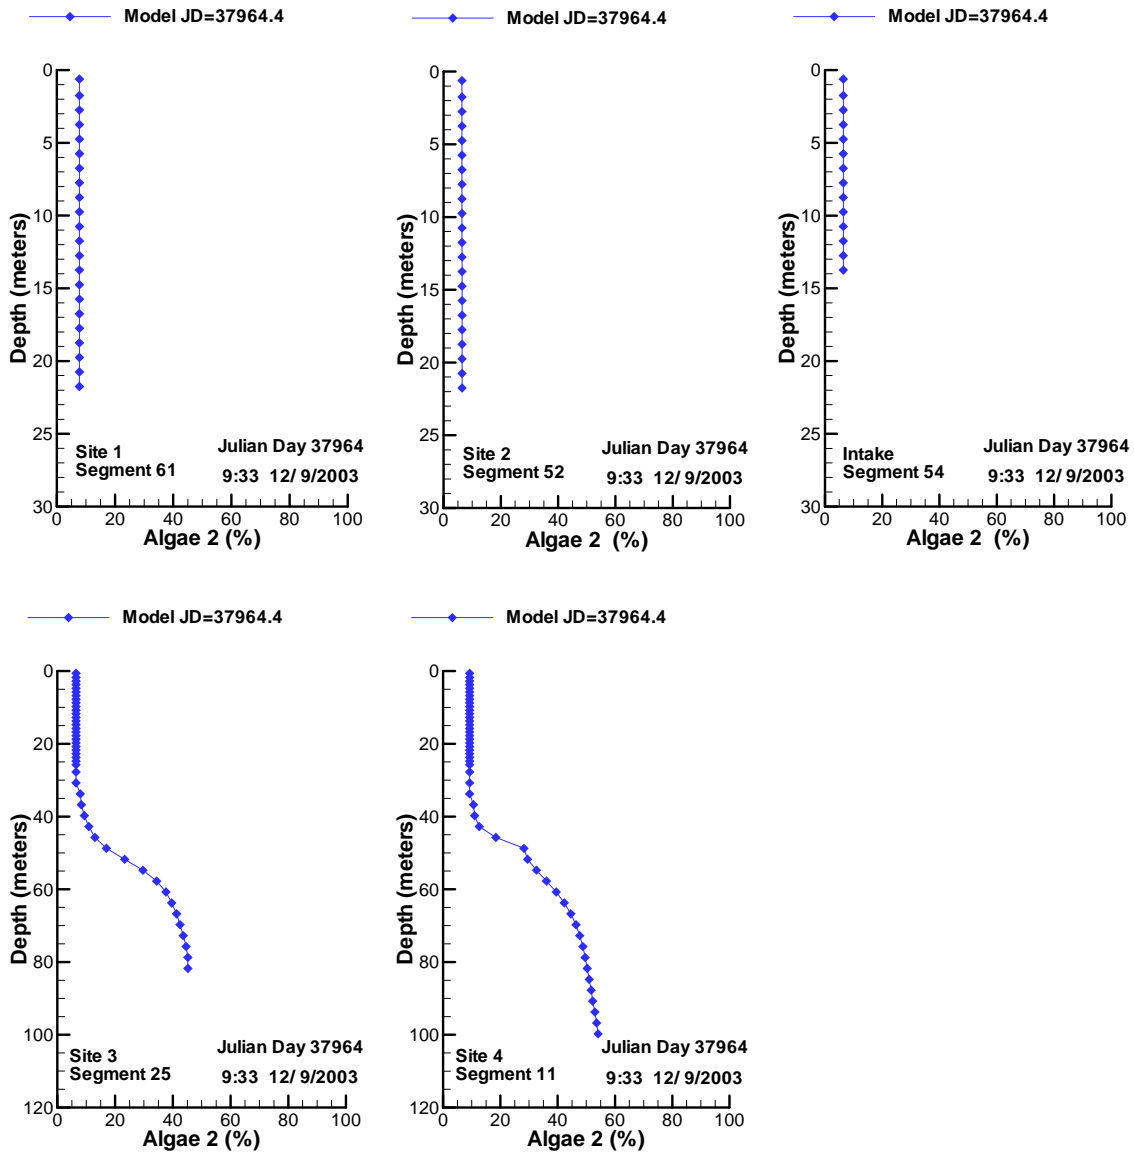 Model JD=37964.4
0
5
10
15
20
25
30
Depth (meters)
Site 1
Segment 61
Julian Day 37964
9:33 12/ 9/2003
0 20 40 60 80 100
Algae 2 (%)
Model JD=37964.4
0
5
10
15
20
25
30
Depth (meters)
Site 2
Segment 52
Julian Day 37964
9:33 12/ 9/2003
0 20 40 60 80 100
Algae 2 (%)
Model JD=37964.4
0
5
10
15
20
25
30
Depth (meters)
Intake
Segment 54
Julian Day 37964
9:33 12/ 9/2003
0 20 40 60 80 100
Algae 2 (%)
Model JD=37964.4
0
20
40
60
80
100
120
Depth (meters)
Site 3
Segment 25
Julian Day 37964
9:33 12/ 9/2003
0 20 40 60 80 100
Algae 2 (%)
Model JD=37964.4
0
20
40
60
80
100
120
Depth (meters)
Site 4
Segment 11
Julian Day 37964
9:33 12/ 9/2003
0 20 40 60 80 100
Algae 2 (%)